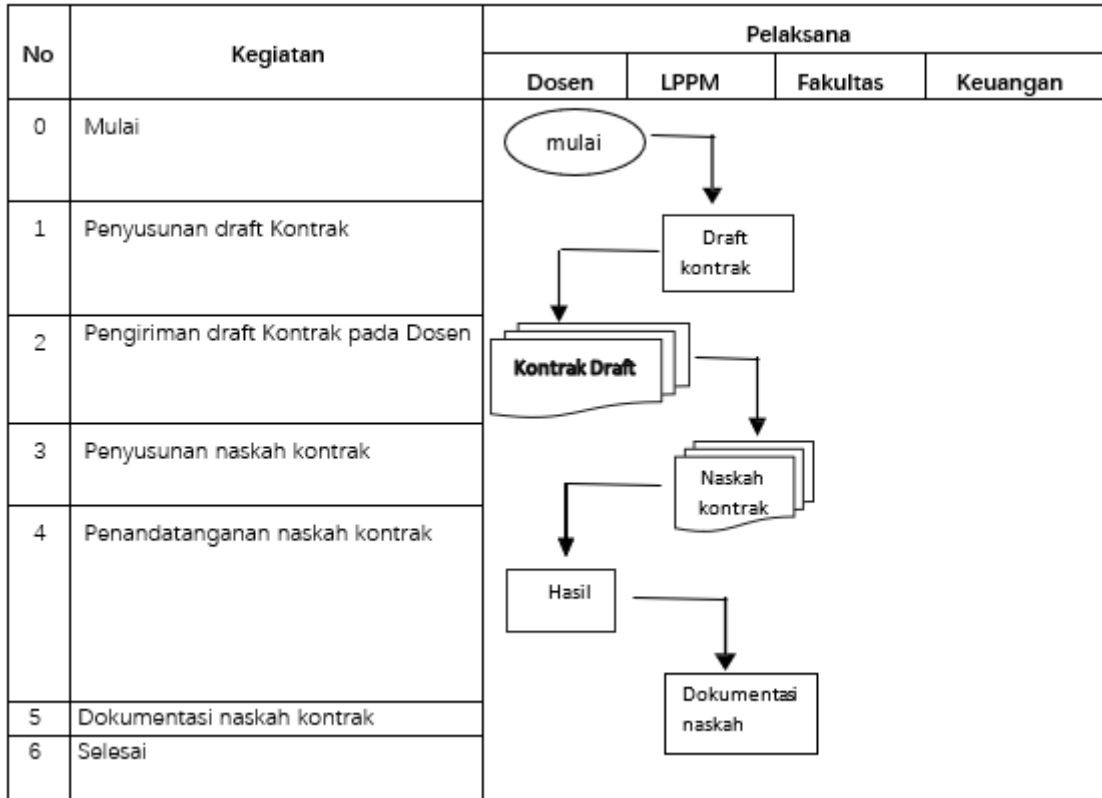 No
Kegiatan
Pelaksana
Dosen LPPM Fakultas Keuangan
0 Mulai
mulai
1 Penyusunan draft Kontrak
Draft
kontrak
2 Pengiriman draft Kontrak pada Dosen
Kontrak Draft
3 Penyusunan naskah kontrak
Naskah
kontrak
4 Penandatanganan naskah kontrak
Hasil
Dokumentasi
naskah
5 Dokumentasi naskah kontrak
6 Selesai